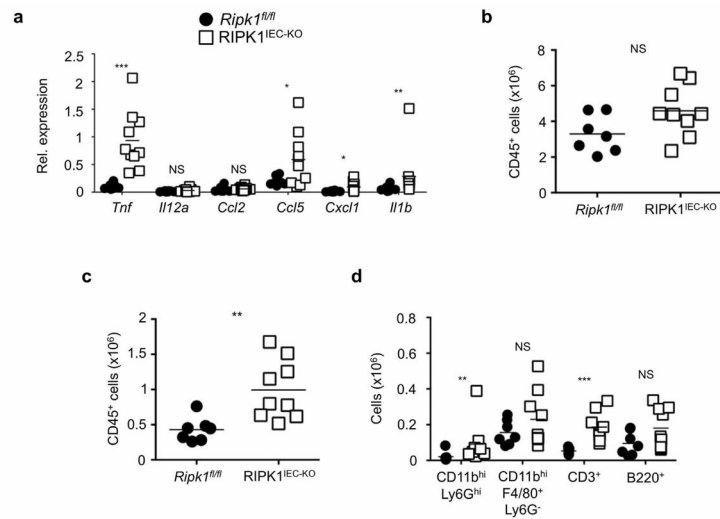 a
Ripk1fl/fl
RIPK1IEC-KO
Rel. expression
2.5
2
1.5
1
0.5
0
***
NS
NS
*
*
**
Tnf Il12a Ccl2 Ccl5 Cxcl1 Il1b
b
CD45+ cells (x106)
8
6
4
2
0
NS
Ripk1fl/fl RIPK1IEC-KO
c
CD45+ cells (x106)
2
1.5
1
0.5
0
**
Ripk1fl/fl RIPK1IEC-KO
d
Cells (x106)
0.8
0.6
0.4
0.2
0
**
NS
***
NS
CD11bhi CD11bhi CD3+ B220+
Ly6Ghi F4/80+
Ly6G-